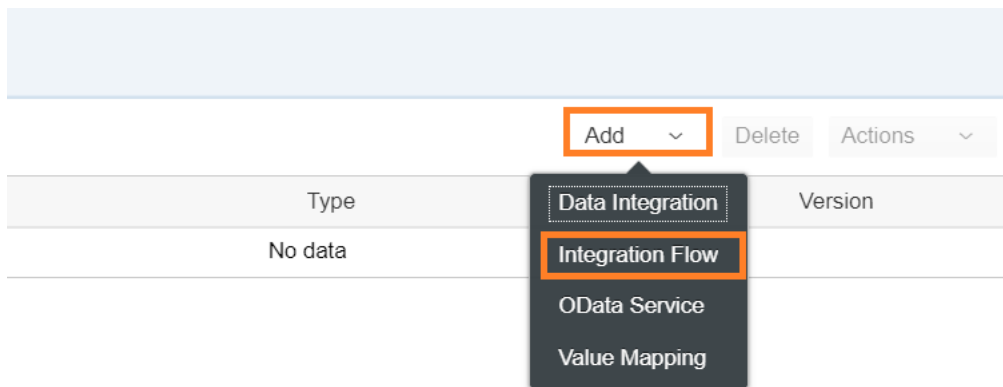 Add Delete Actions
Type Data Integration Version
No data Integration Flow
OData Service
Value Mapping